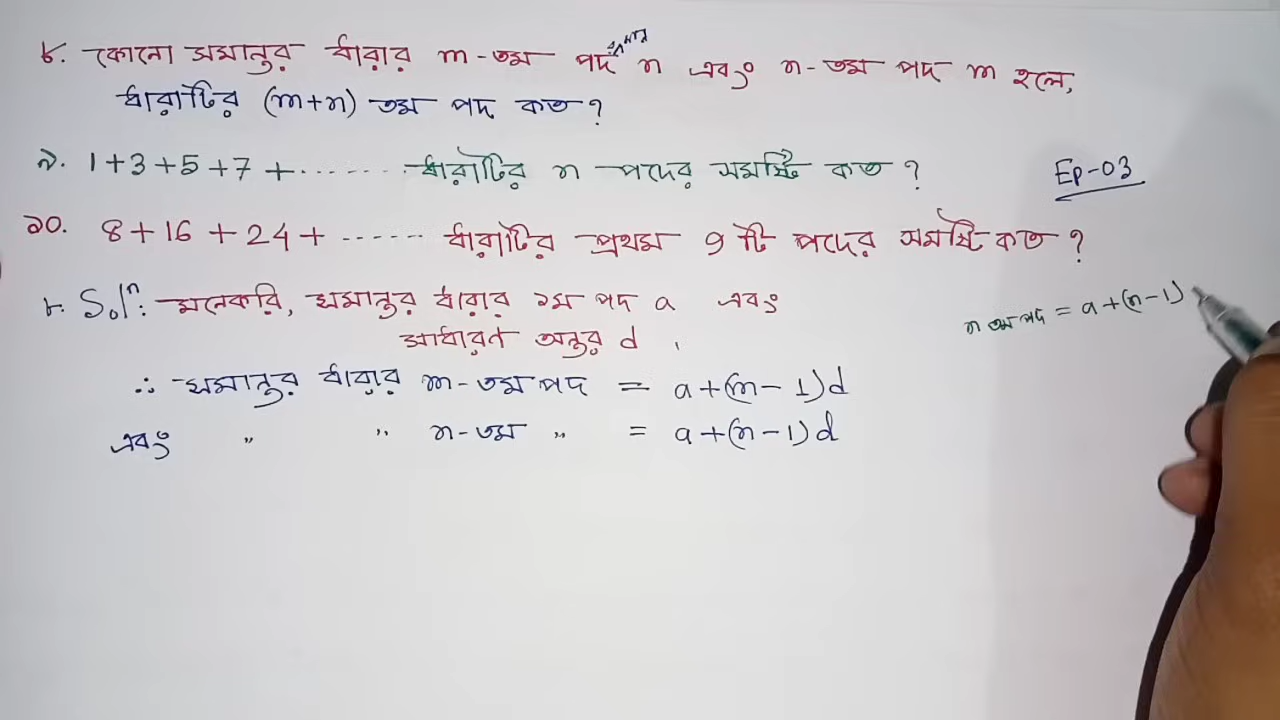 ৮. কোনো সমান্তর ধারার m-তম পদ n এবং n-তম পদ m হলে,
ধারাটির (m+n) তম পদ কত?
৯. 1+3+5+7+....... ধারাটির n পদের সমষ্টি কত?
Ep-03
১০. 8+16+24+ ...... ধারাটির প্রথম 9 টি পদের সমষ্টি কত?
৮. Solⁿ: মনেকরি, সমান্তর ধারার ১ম পদ a এবং
সাধারণ অন্তর d ,
n তম পদ = a+(n-1)
∴ সমান্তর ধারার m-তম পদ = a+(m-1)d
এবং " " n-তম " = a+(n-1)d